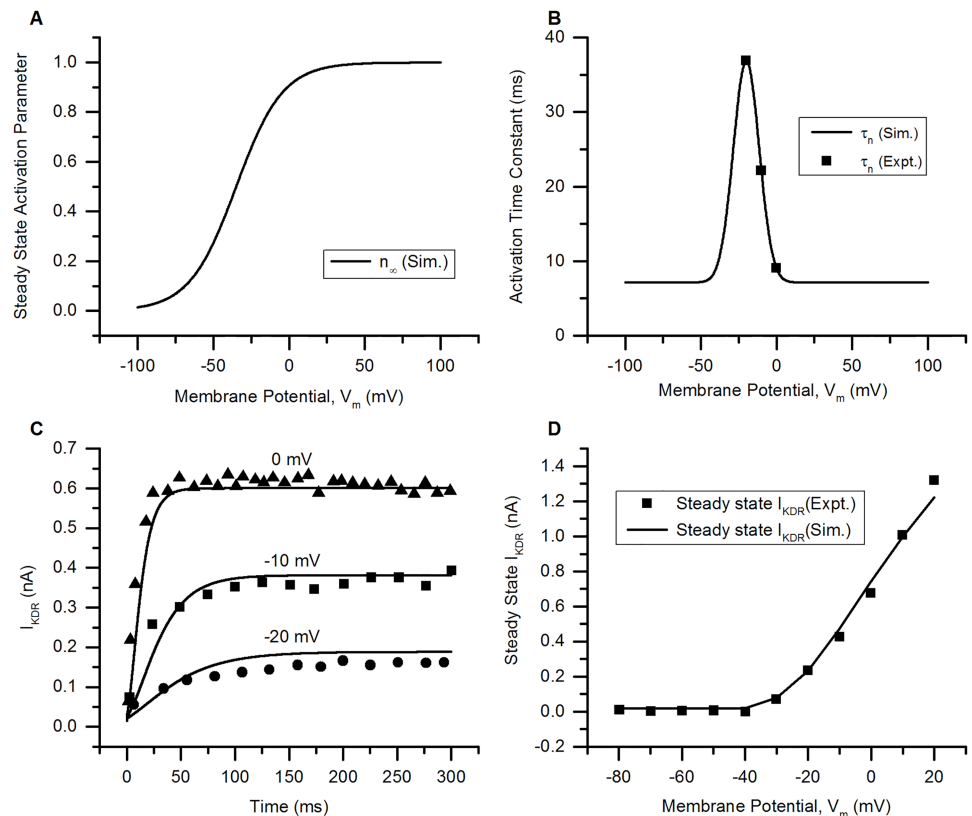 A
Steady State Activation Parameter
1.0
0.8
0.6
0.4
0.2
0.0
n∞ (Sim.)
-100 -50 0 50 100
Membrane Potential, Vm (mV)
B
Activation Time Constant (ms)
40
30
20
10
0
τn (Sim.)
τn (Expt.)
-100 -50 0 50 100
Membrane Potential, Vm (mV)
C
IKDR (nA)
0.7
0.6
0.5
0.4
0.3
0.2
0.1
0.0
0 mV
-10 mV
-20 mV
0 50 100 150 200 250 300
Time (ms)
D
Steady State IKDR (nA)
1.4
1.2
1.0
0.8
0.6
0.4
0.2
0.0
-0.2
Steady state IKDR(Expt.)
Steady state IKDR(Sim.)
-80 -60 -40 -20 0 20
Membrane Potential, Vm (mV)